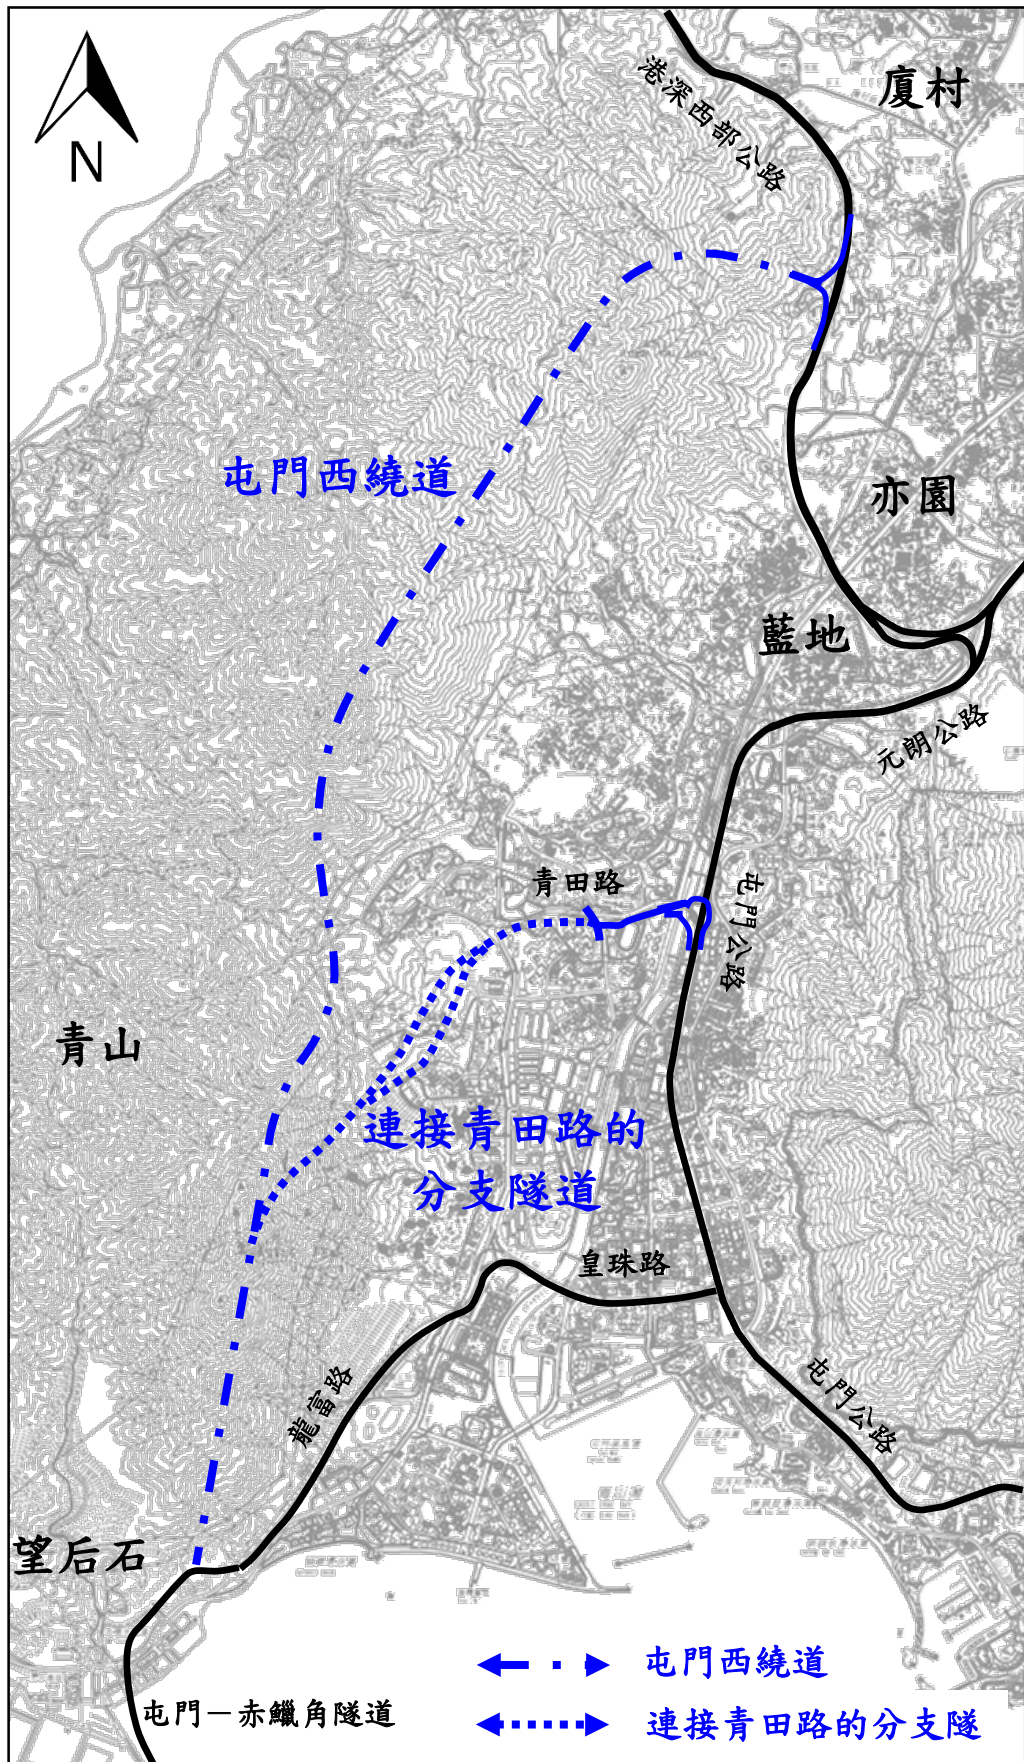 N
港深西部公路
廈村
屯門西繞道
亦園
藍地
元朗公路
青田路
屯門公路
青山
連接青田路的
分支隧道
皇珠路
龍富路
屯門公路
望后石
屯門－赤鱲角隧道
屯門西繞道
連接青田路的分支隧